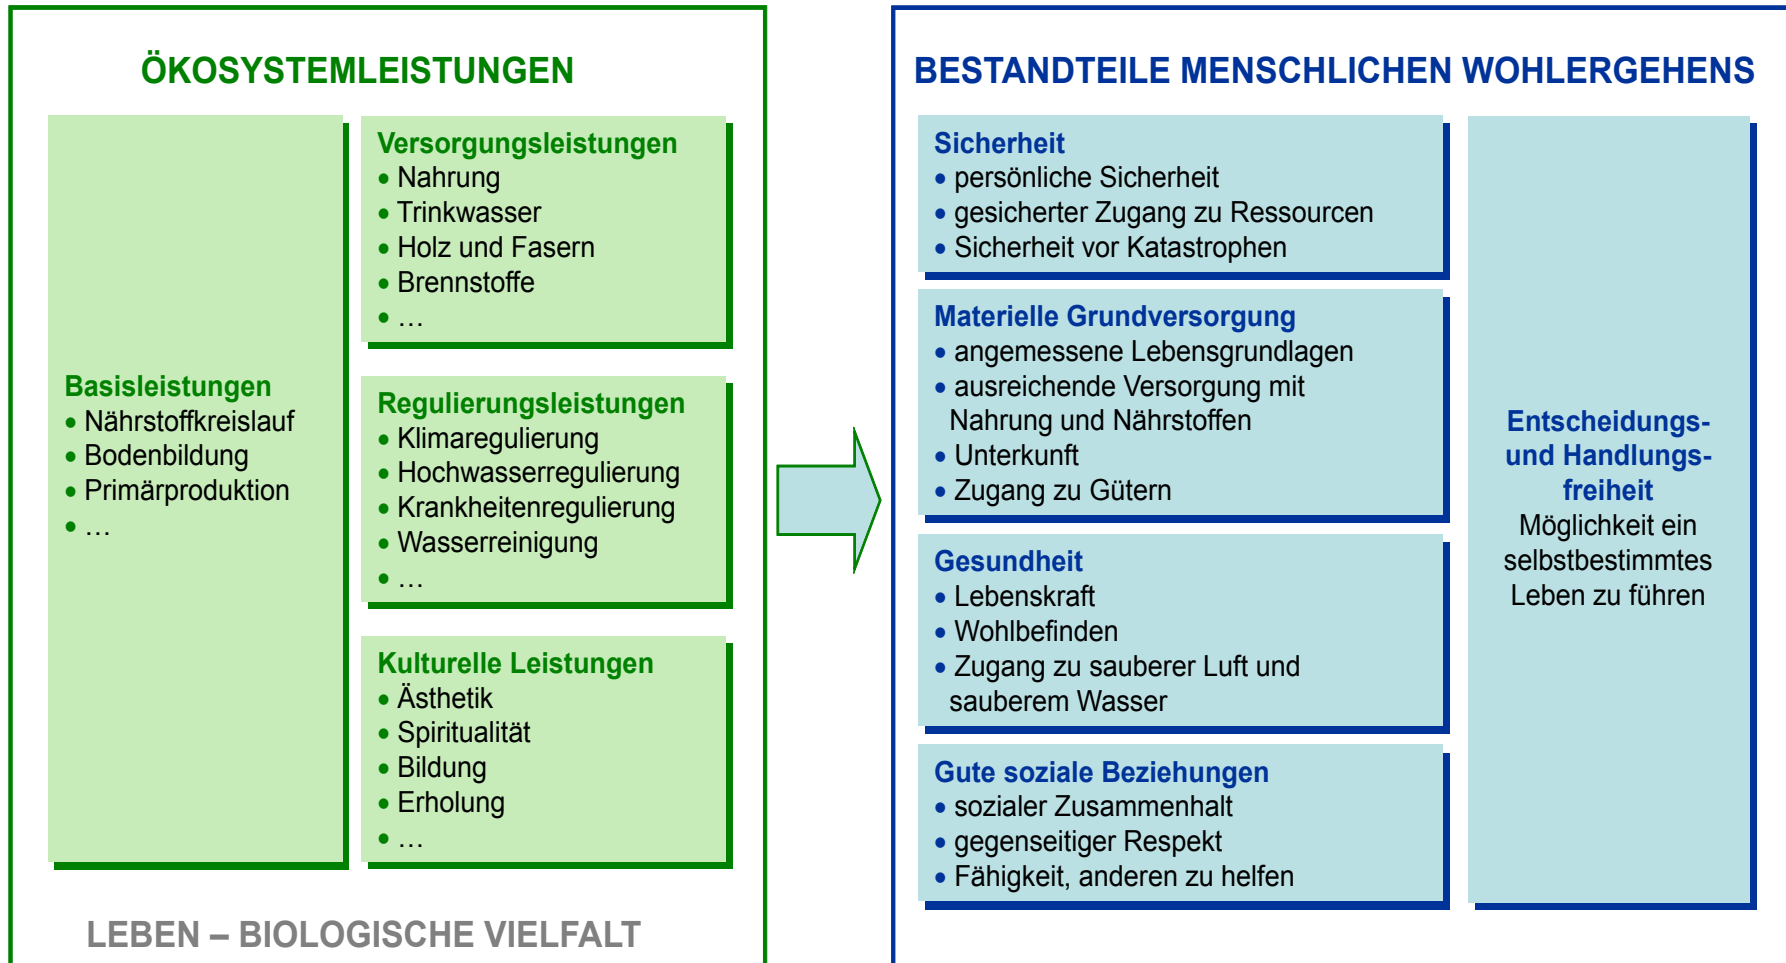 ÖKOSYSTEMLEISTUNGEN
Basisleistungen
• Nährstoffkreislauf
• Bodenbildung
• Primärproduktion
• …
Versorgungsleistungen
• Nahrung
• Trinkwasser
• Holz und Fasern
• Brennstoffe
• …
Regulierungsleistungen
• Klimaregulierung
• Hochwasserregulierung
• Krankheitenregulierung
• Wasserreinigung
• …
Kulturelle Leistungen
• Ästhetik
• Spiritualität
• Bildung
• Erholung
• …
LEBEN – BIOLOGISCHE VIELFALT
BESTANDTEILE MENSCHLICHEN WOHLERGEHENS
Sicherheit
• persönliche Sicherheit
• gesicherter Zugang zu Ressourcen
• Sicherheit vor Katastrophen
Materielle Grundversorgung
• angemessene Lebensgrundlagen
• ausreichende Versorgung mit
Nahrung und Nährstoffen
• Unterkunft
• Zugang zu Gütern
Gesundheit
• Lebenskraft
• Wohlbefinden
• Zugang zu sauberer Luft und
sauberem Wasser
Gute soziale Beziehungen
• sozialer Zusammenhalt
• gegenseitiger Respekt
• Fähigkeit, anderen zu helfen
Entscheidungs-
und Handlungs-
freiheit
Möglichkeit ein
selbstbestimmtes
Leben zu führen